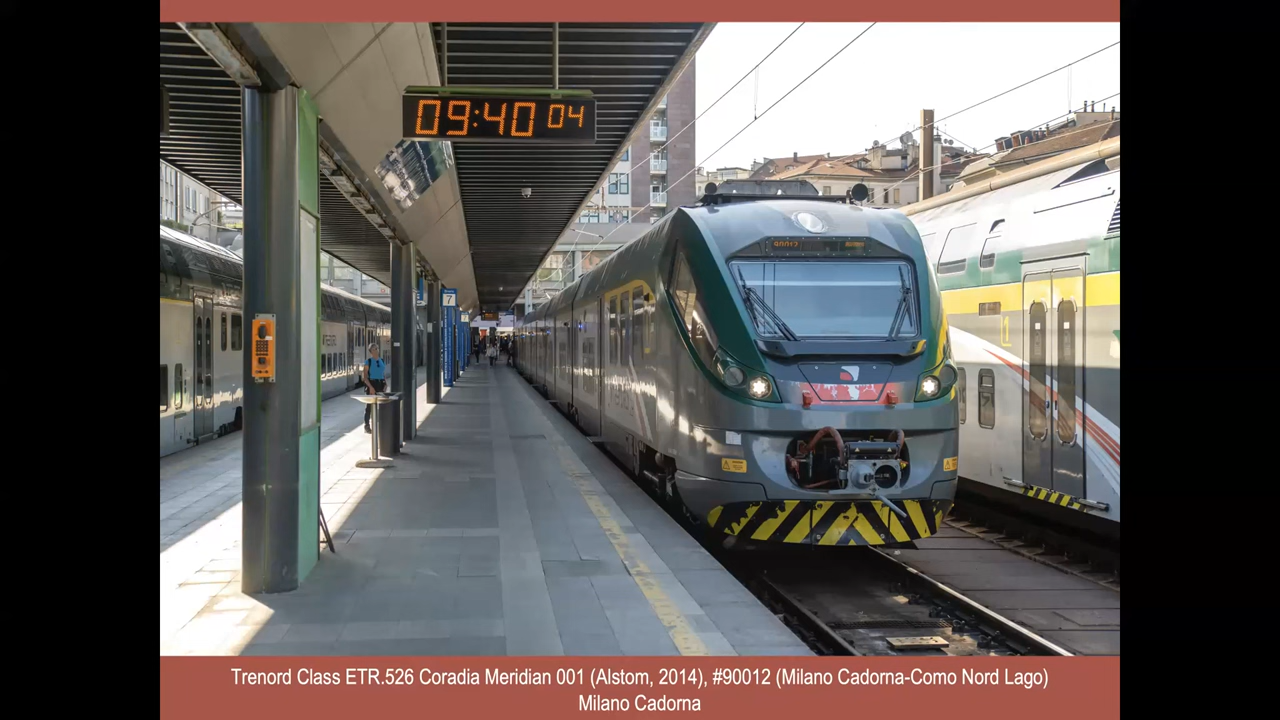 09:40 04
90012
7
Trenord Class ETR.526 Coradia Meridian 001 (Alstom, 2014), #90012 (Milano Cadorna-Como Nord Lago)
Milano Cadorna